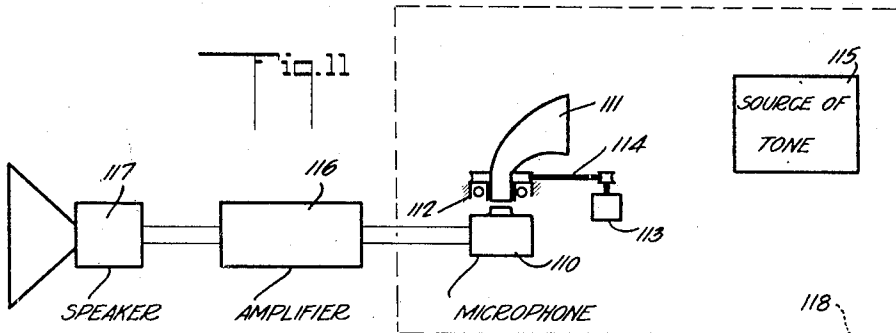 Fig. 11
115
SOURCE OF
TONE
111
114
117
116
112
113
110
SPEAKER
AMPLIFIER
MICROPHONE
118